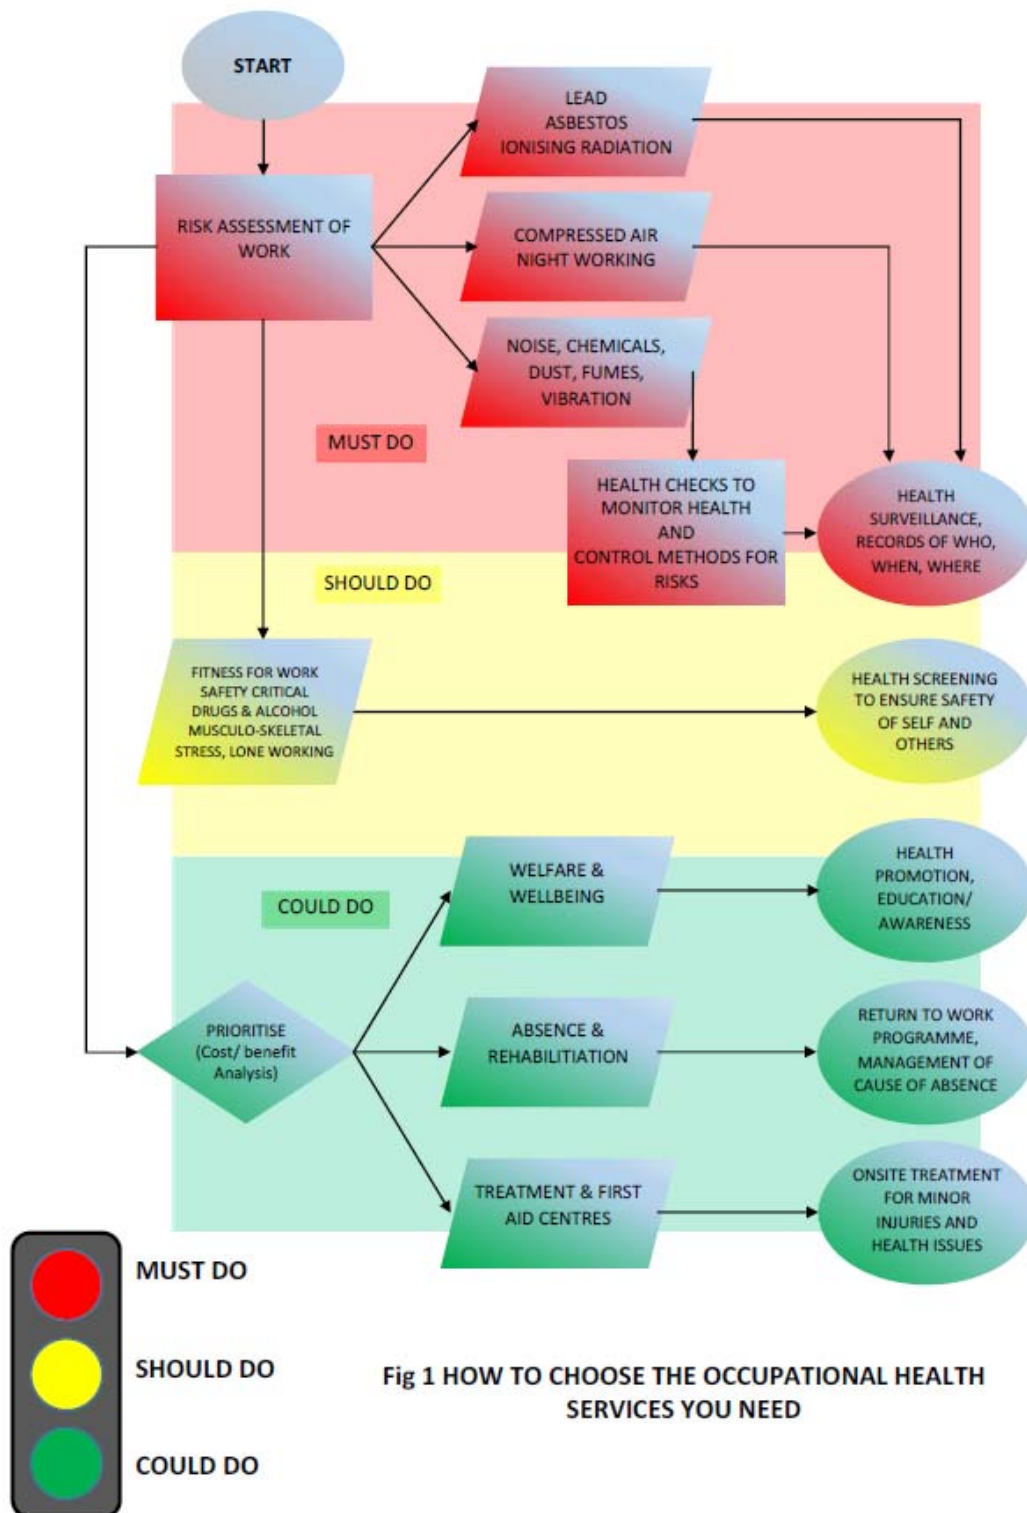 START
LEAD
ASBESTOS
IONISING RADIATION
RISK ASSESSMENT OF
WORK
COMPRESSED AIR
NIGHT WORKING
NOISE, CHEMICALS,
DUST, FUMES,
VIBRATION
MUST DO
HEALTH CHECKS TO
MONITOR HEALTH
AND
CONTROL METHODS FOR
RISKS
HEALTH
SURVEILLANCE,
RECORDS OF WHO,
WHEN, WHERE
SHOULD DO
FITNESS FOR WORK
SAFETY CRITICAL
DRUGS & ALCOHOL
MUSCULO-SKELETAL
STRESS, LONE WORKING
HEALTH SCREENING
TO ENSURE SAFETY
OF SELF AND
OTHERS
COULD DO
WELFARE &
WELLBEING
HEALTH
PROMOTION,
EDUCATION/
AWARENESS
PRIORITISE
(Cost/ benefit
Analysis)
ABSENCE &
REHABILITIATION
RETURN TO WORK
PROGRAMME,
MANAGEMENT OF
CAUSE OF ABSENCE
TREATMENT & FIRST
AID CENTRES
ONSITE TREATMENT
FOR MINOR
INJURIES AND
HEALTH ISSUES
MUST DO
SHOULD DO
COULD DO
Fig 1 HOW TO CHOOSE THE OCCUPATIONAL HEALTH
SERVICES YOU NEED